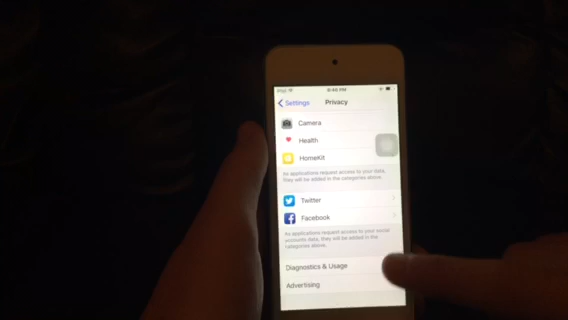 iPod
9:46 PM
Settings
Privacy
Camera
Health
HomeKit
As applications request access to your data,
they will be added in the categories above.
Twitter
Facebook
As applications request access to your social
accounts data, they will be added in the
categories above.
Diagnostics & Usage
Advertising